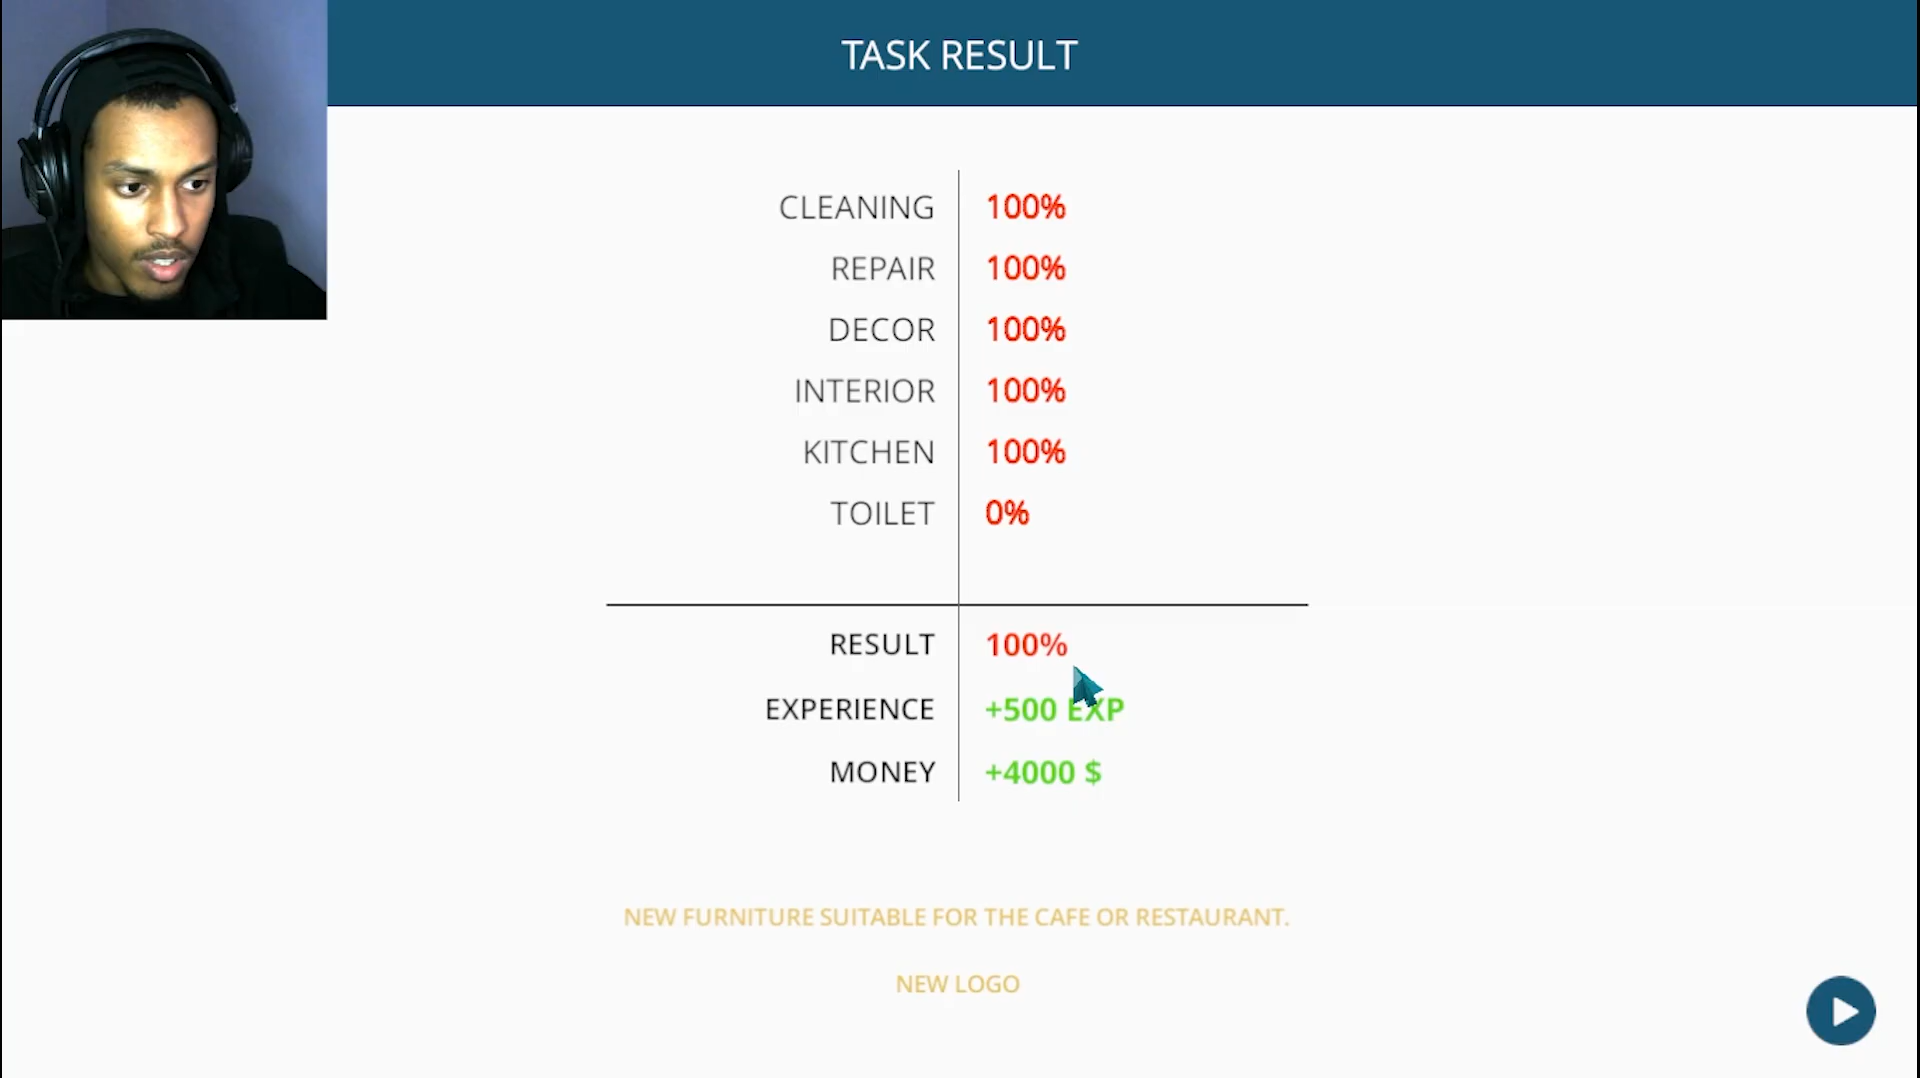 TASK RESULT
CLEANING 100%
REPAIR 100%
DECOR 100%
INTERIOR 100%
KITCHEN 100%
TOILET 0%
RESULT 100%
EXPERIENCE +500 EXP
MONEY +4000 $
NEW FURNITURE SUITABLE FOR THE CAFE OR RESTAURANT.
NEW LOGO